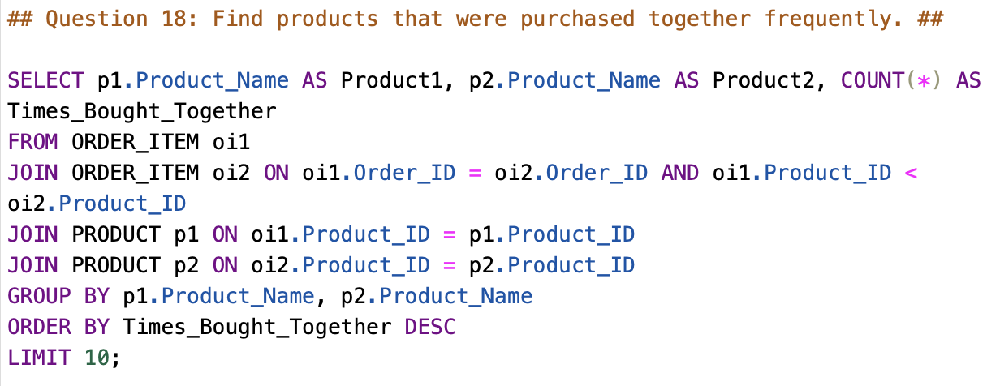 ## Question 18: Find products that were purchased together frequently. ##
SELECT p1.Product_Name AS Product1, p2.Product_Name AS Product2, COUNT(*) AS
Times_Bought_Together
FROM ORDER_ITEM oi1
JOIN ORDER_ITEM oi2 ON oi1.Order_ID = oi2.Order_ID AND oi1.Product_ID <
oi2.Product_ID
JOIN PRODUCT p1 ON oi1.Product_ID = p1.Product_ID
JOIN PRODUCT p2 ON oi2.Product_ID = p2.Product_ID
GROUP BY p1.Product_Name, p2.Product_Name
ORDER BY Times_Bought_Together DESC
LIMIT 10;